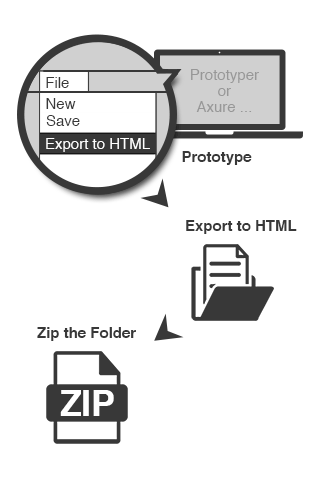 File
New
Save
Export to HTML
Prototyper
or
Axure ...
Prototype
Export to HTML
Zip the Folder
ZIP